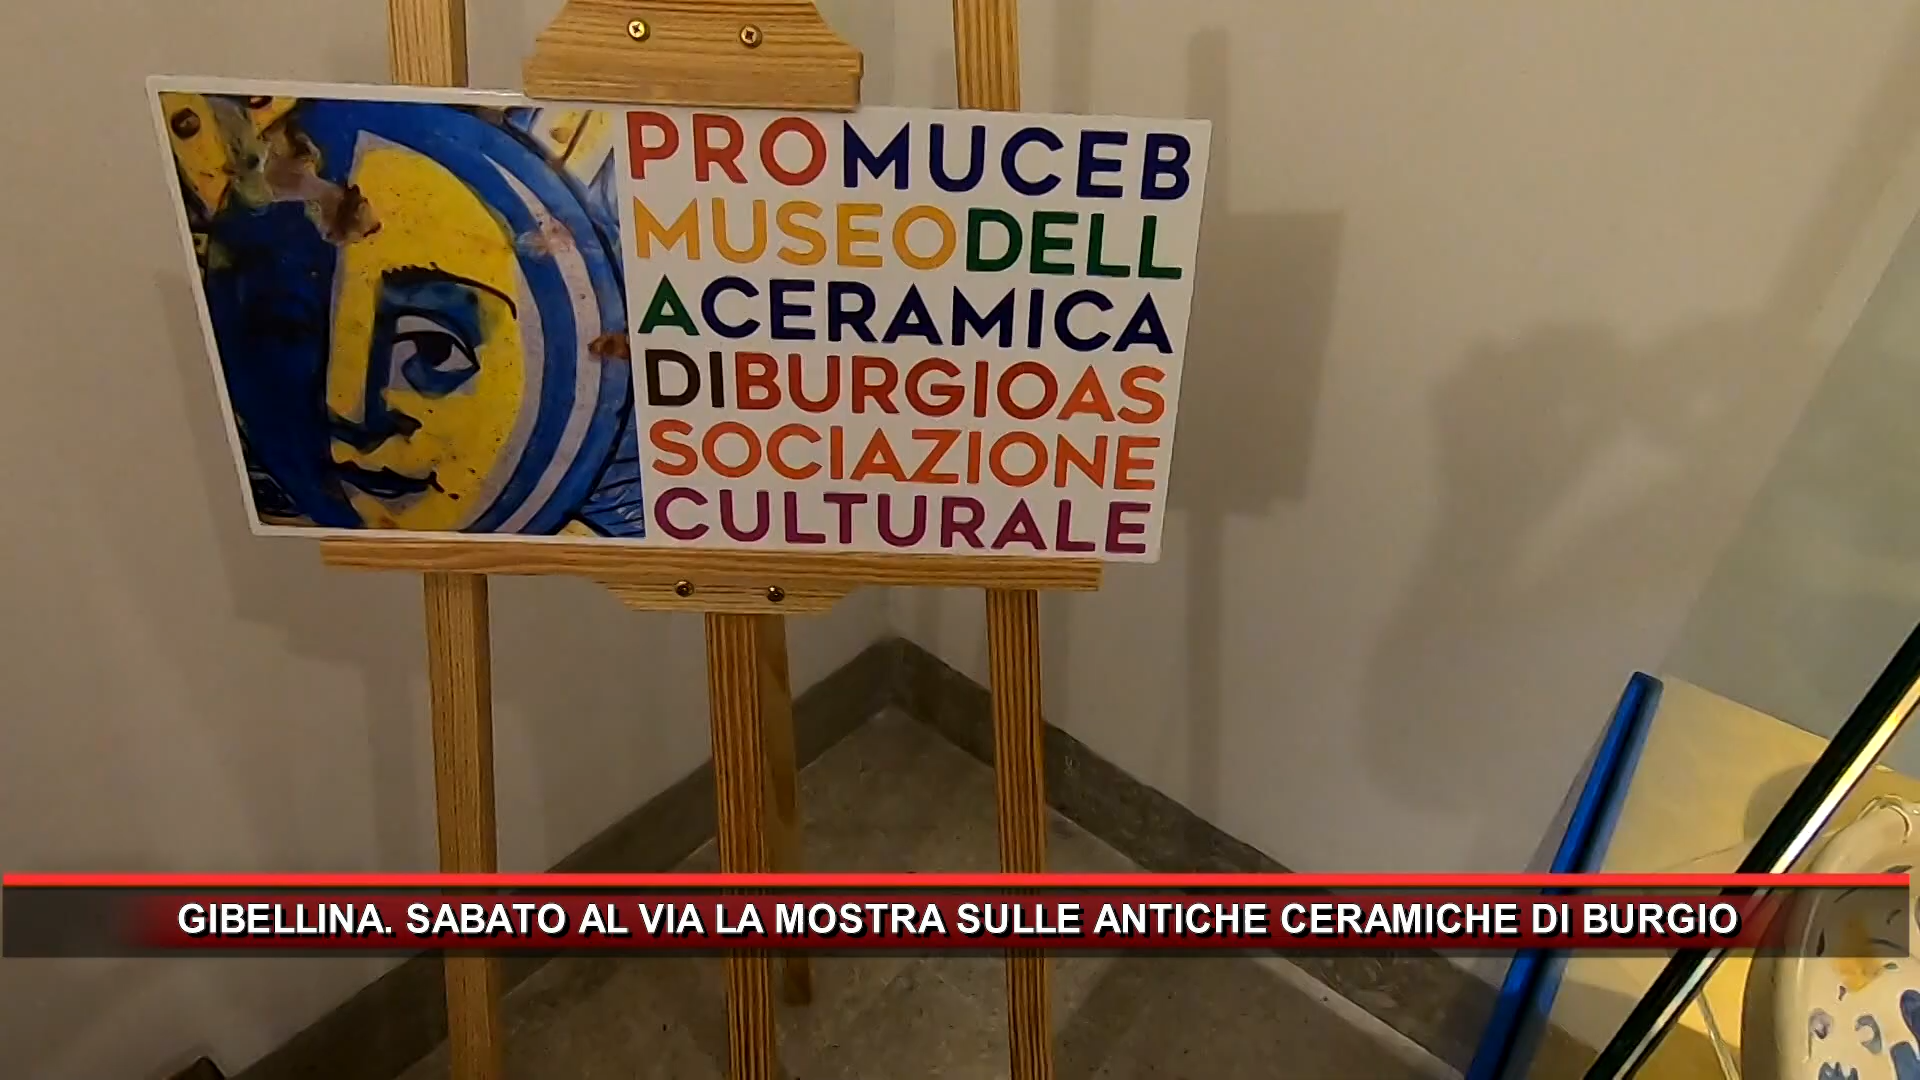 PROMUCEB
MUSEODELL
ACERAMICA
DIBURGIOAS
SOCIAZIONE
CULTURALE
GIBELLINA. SABATO AL VIA LA MOSTRA SULLE ANTICHE CERAMICHE DI BURGIO